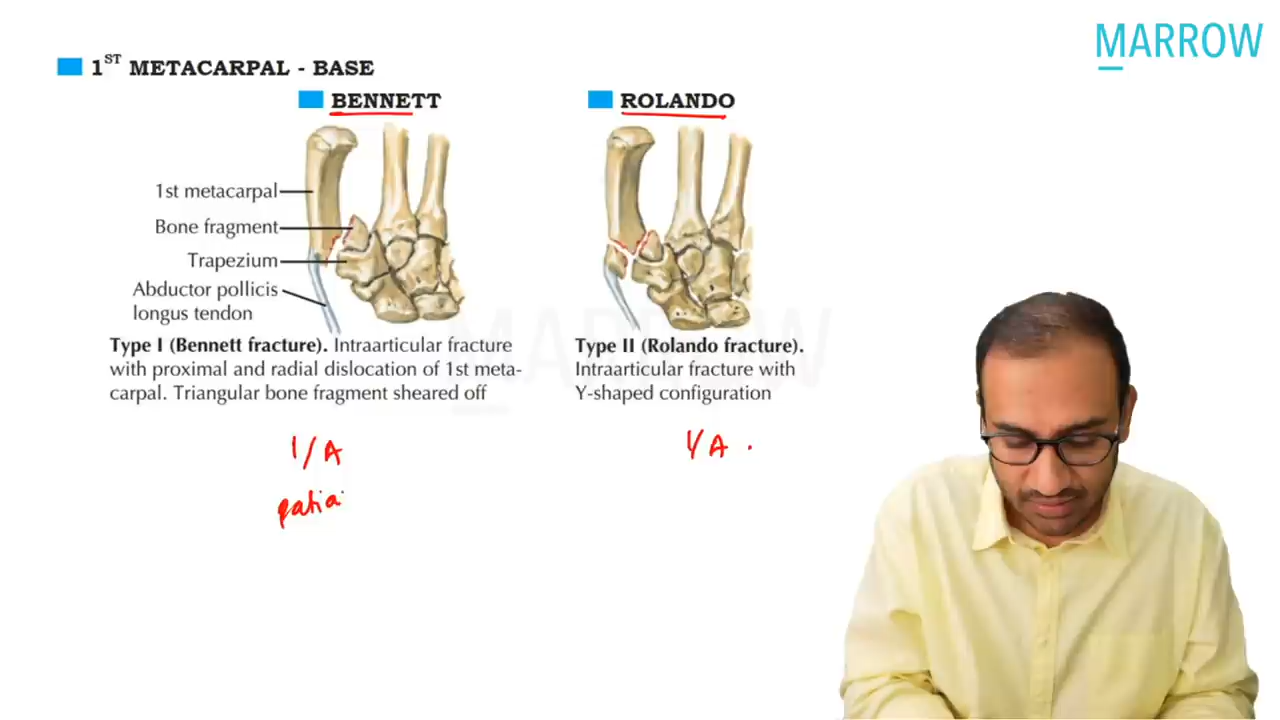 MARROW
1ST METACARPAL - BASE
BENNETT
ROLANDO
1st metacarpal
Bone fragment
Trapezium
Abductor pollicis
longus tendon
Type I (Bennett fracture). Intraarticular fracture
with proximal and radial dislocation of 1st meta-
carpal. Triangular bone fragment sheared off
Type II (Rolando fracture).
Intraarticular fracture with
Y-shaped configuration
MARROW
I/A
I/A .